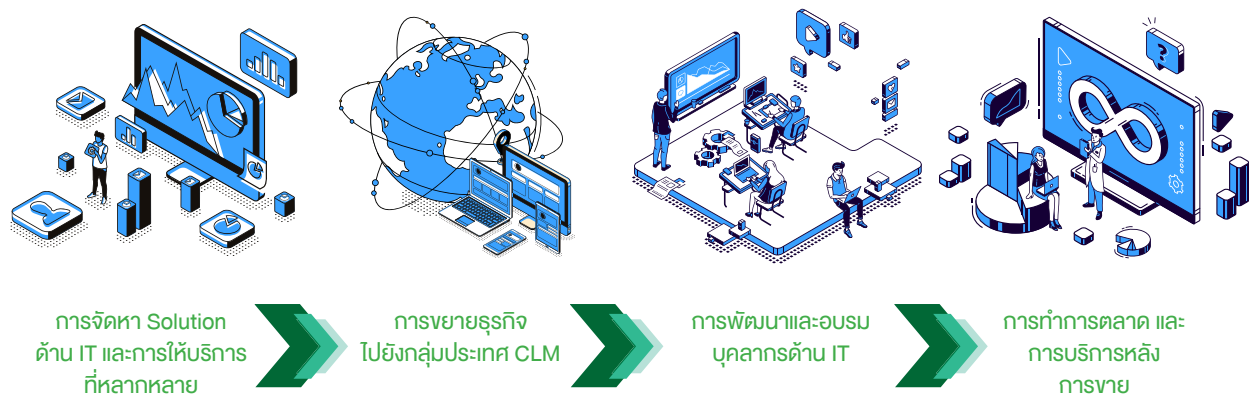 การจัดหา Solution
ด้าน IT และการให้บริการ
ที่หลากหลาย
การขยายธุรกิจ
ไปยังกลุ่มประเทศ CLM
การพัฒนาและอบรม
บุคลากรด้าน IT
การทำการตลาด และ
การบริการหลัง
การขาย